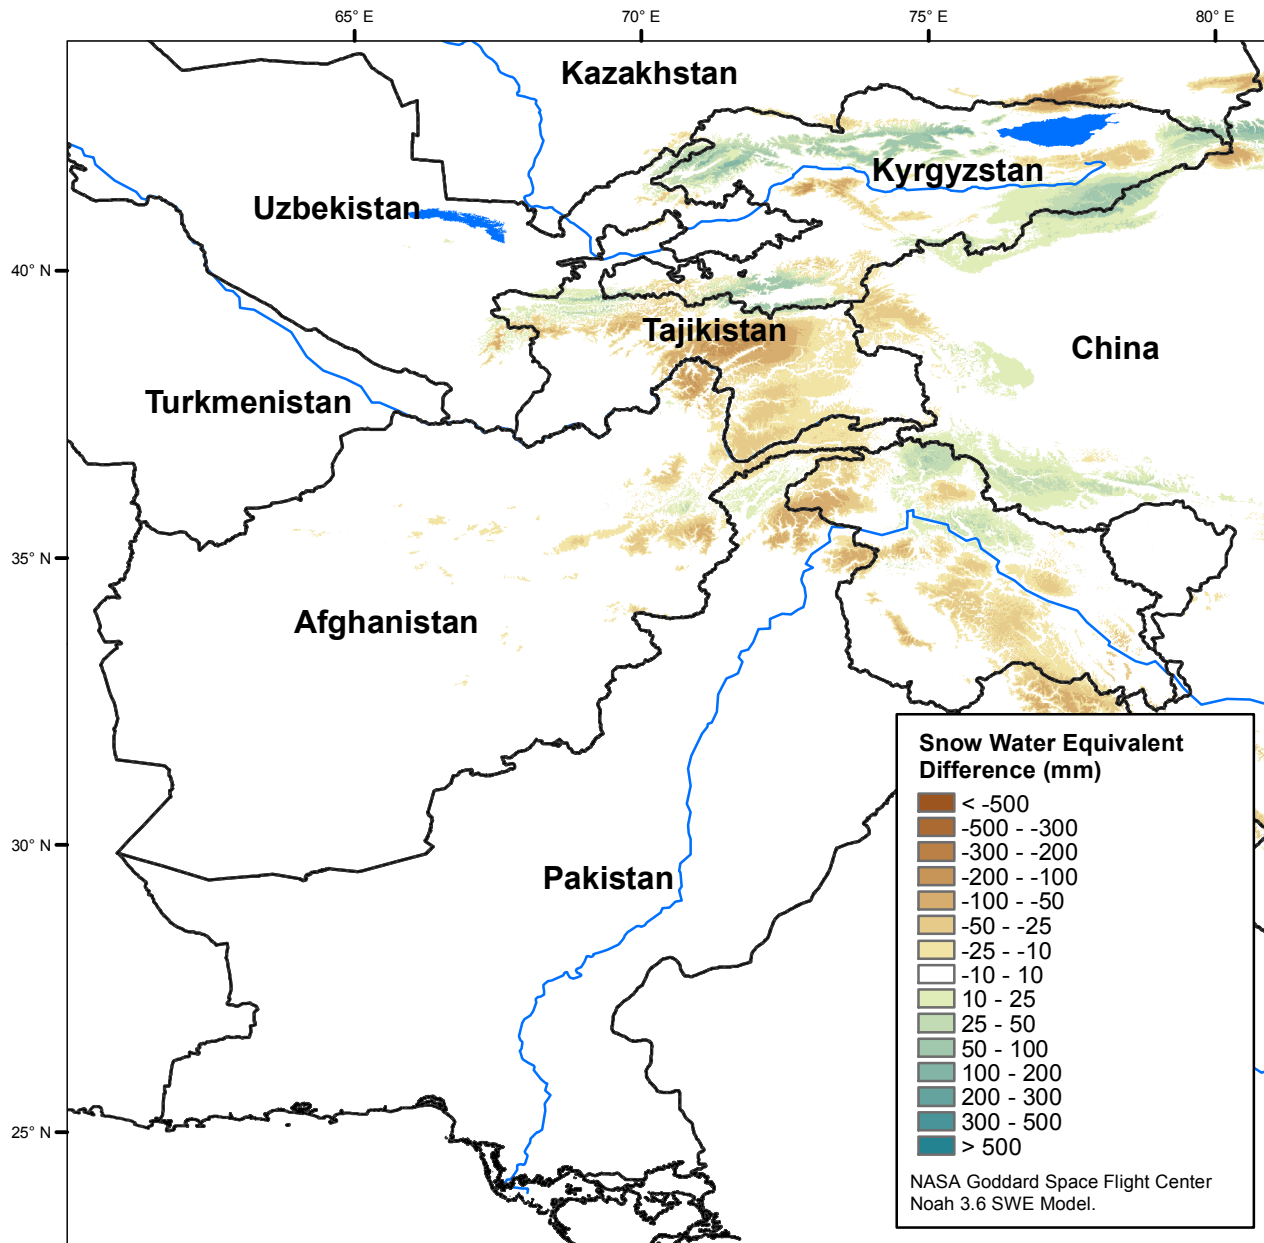 65° E
70° E
75° E
80° E
Kazakhstan
Kyrgyzstan
Uzbekistan
40° N
Tajikistan
China
Turkmenistan
35° N
Afghanistan
30° N
Pakistan
25° N
Snow Water Equivalent
Difference (mm)
< -500
-500 - -300
-300 - -200
-200 - -100
-100 - -50
-50 - -25
-25 - -10
-10 - 10
10 - 25
25 - 50
50 - 100
100 - 200
200 - 300
300 - 500
> 500
NASA Goddard Space Flight Center
Noah 3.6 SWE Model.